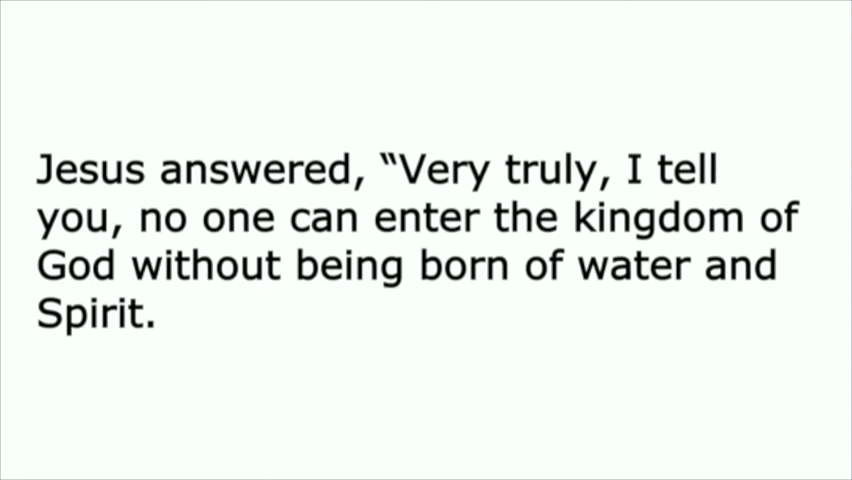 Jesus answered, “Very truly, I tell
you, no one can enter the kingdom of
God without being born of water and
Spirit.